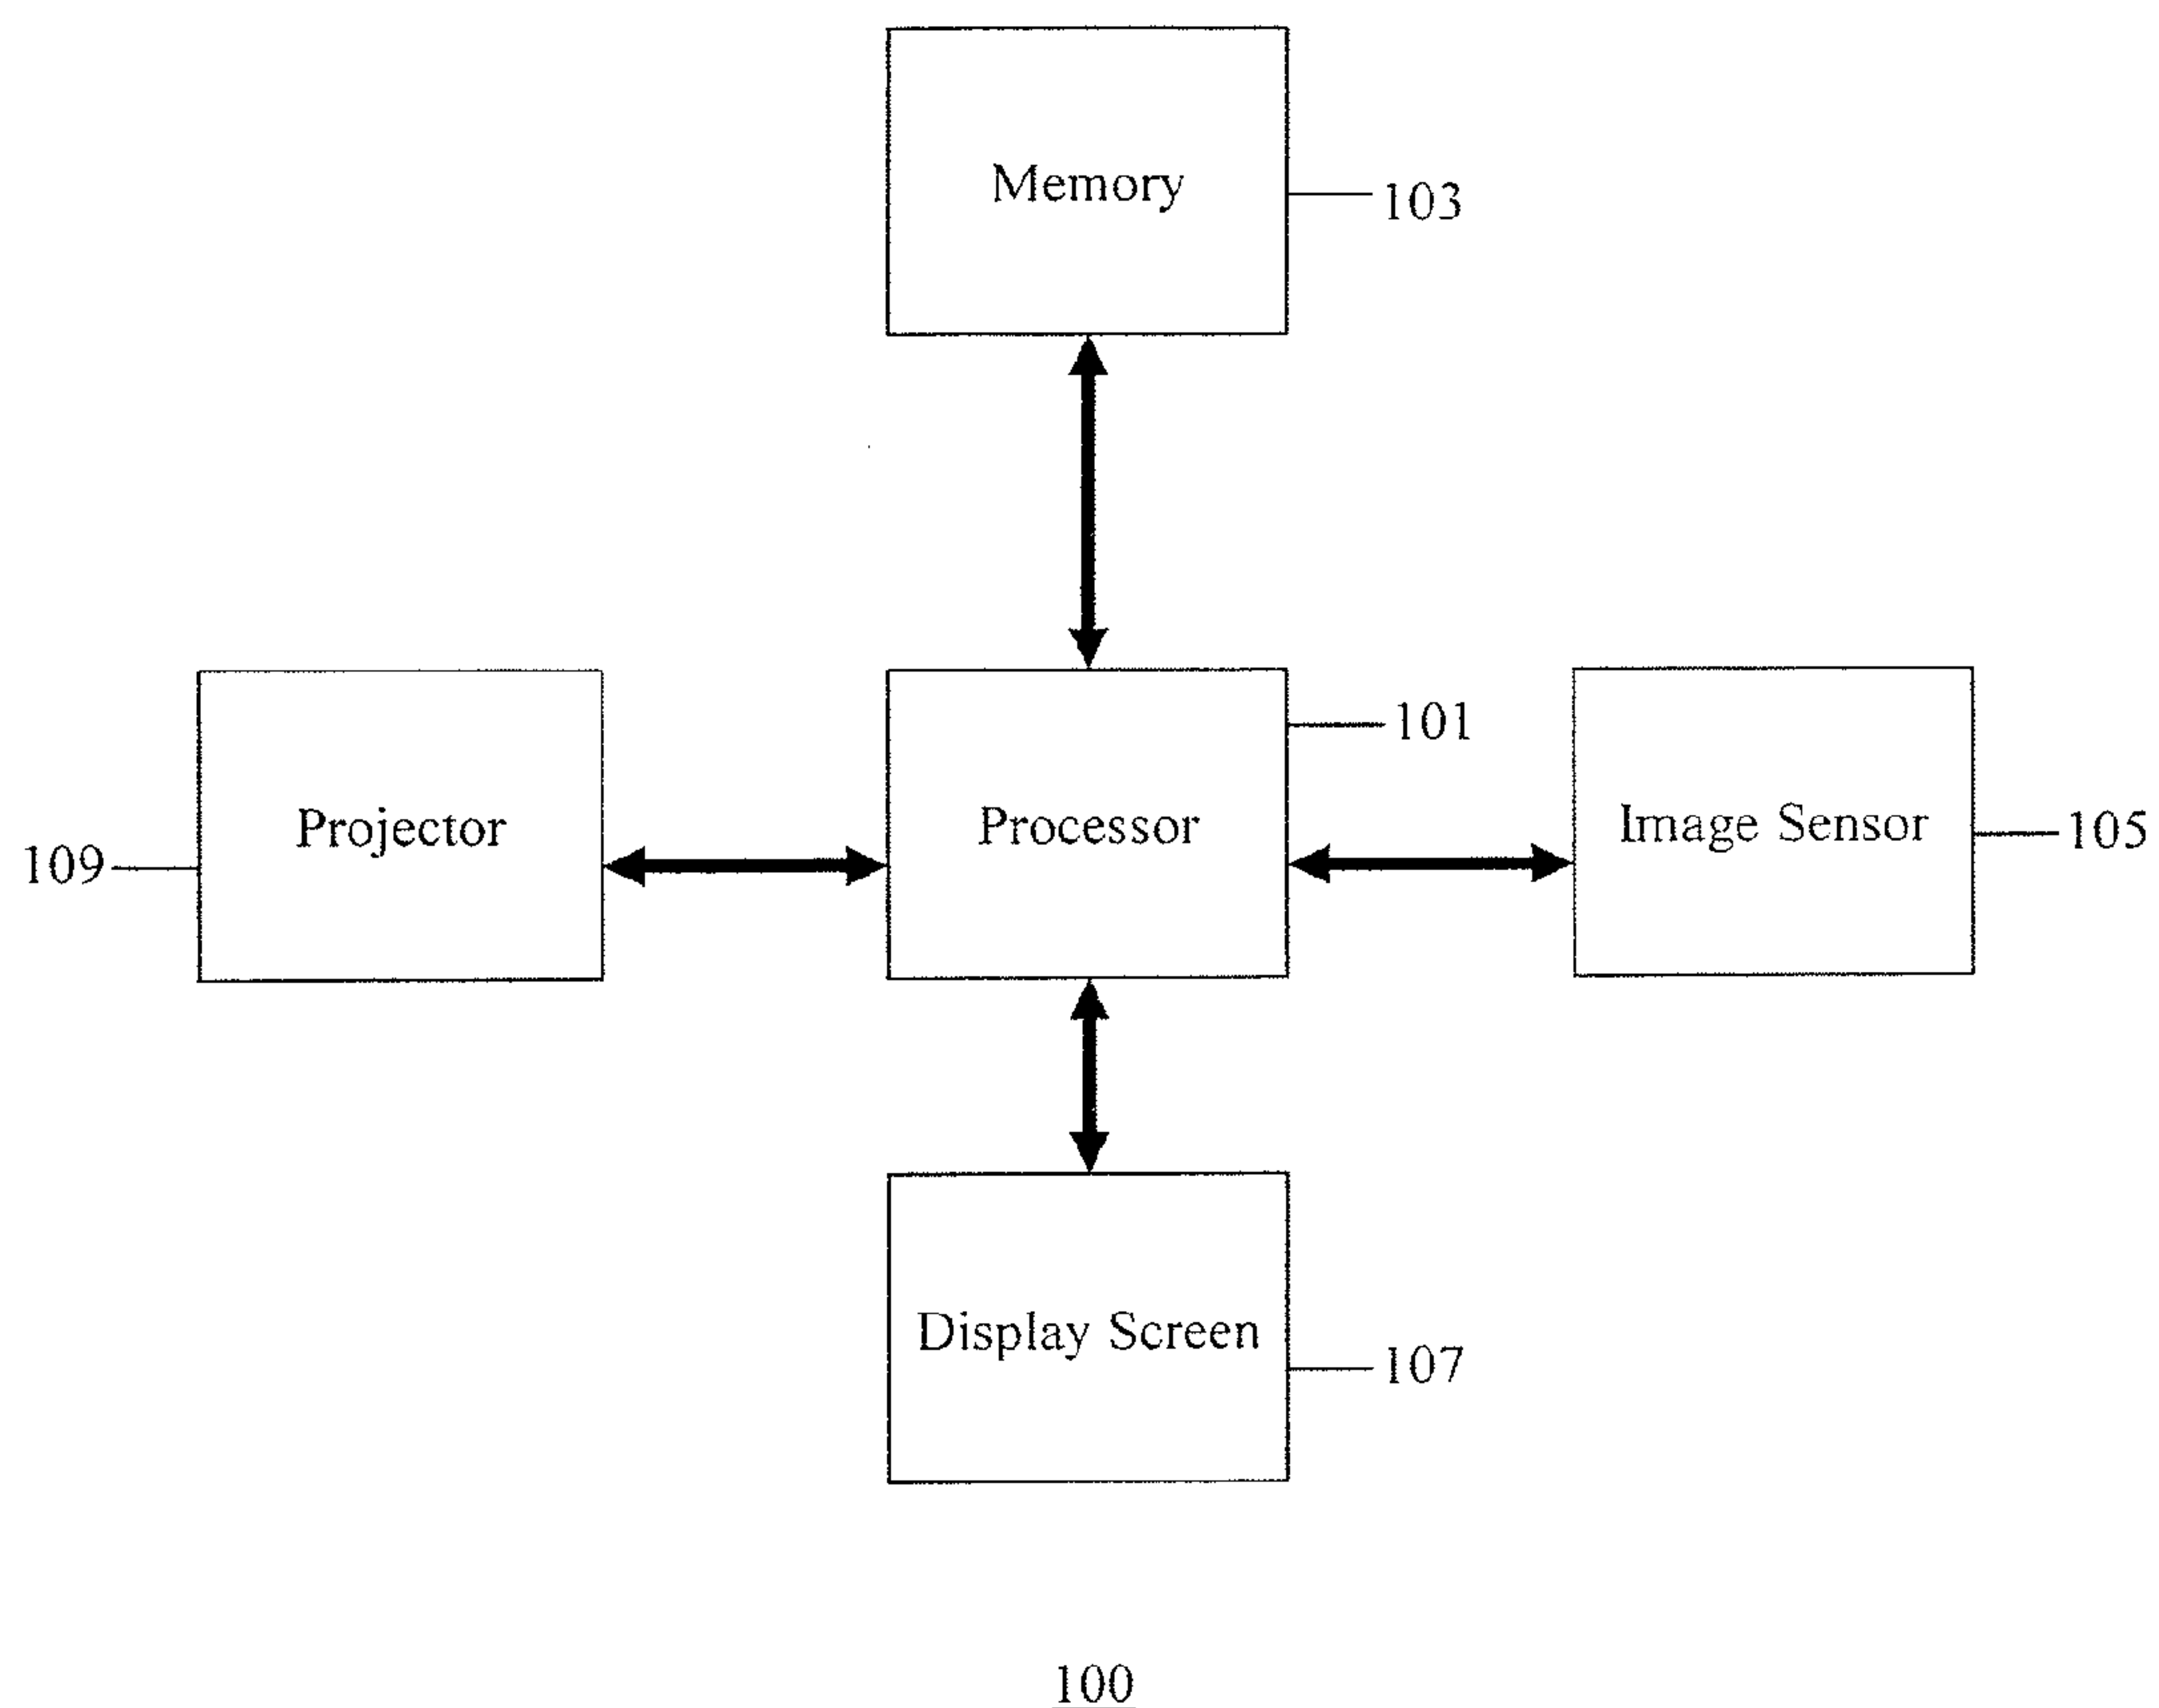 Memory
103
101
Projector
Processor
Image Sensor
105
109
Display Screen
107
100